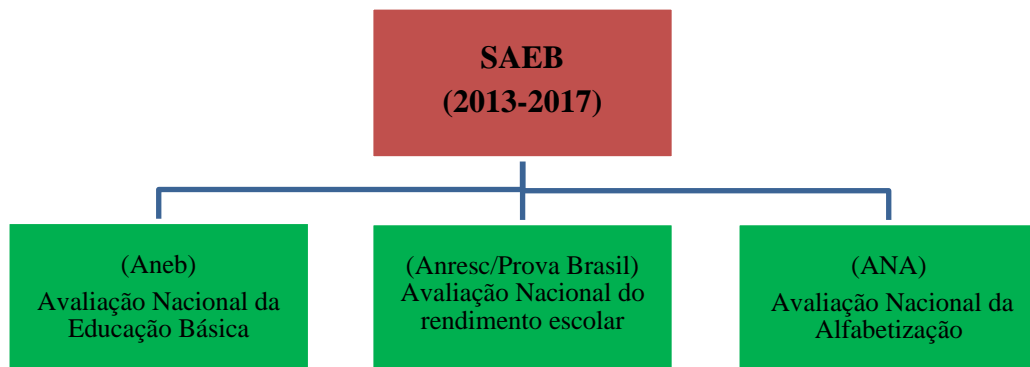 SAEB
(2013-2017)
(Aneb)
Avaliação Nacional da
Educação Básica
(Anresc/Prova Brasil)
Avaliação Nacional do
rendimento escolar
(ANA)
Avaliação Nacional da
Alfabetização